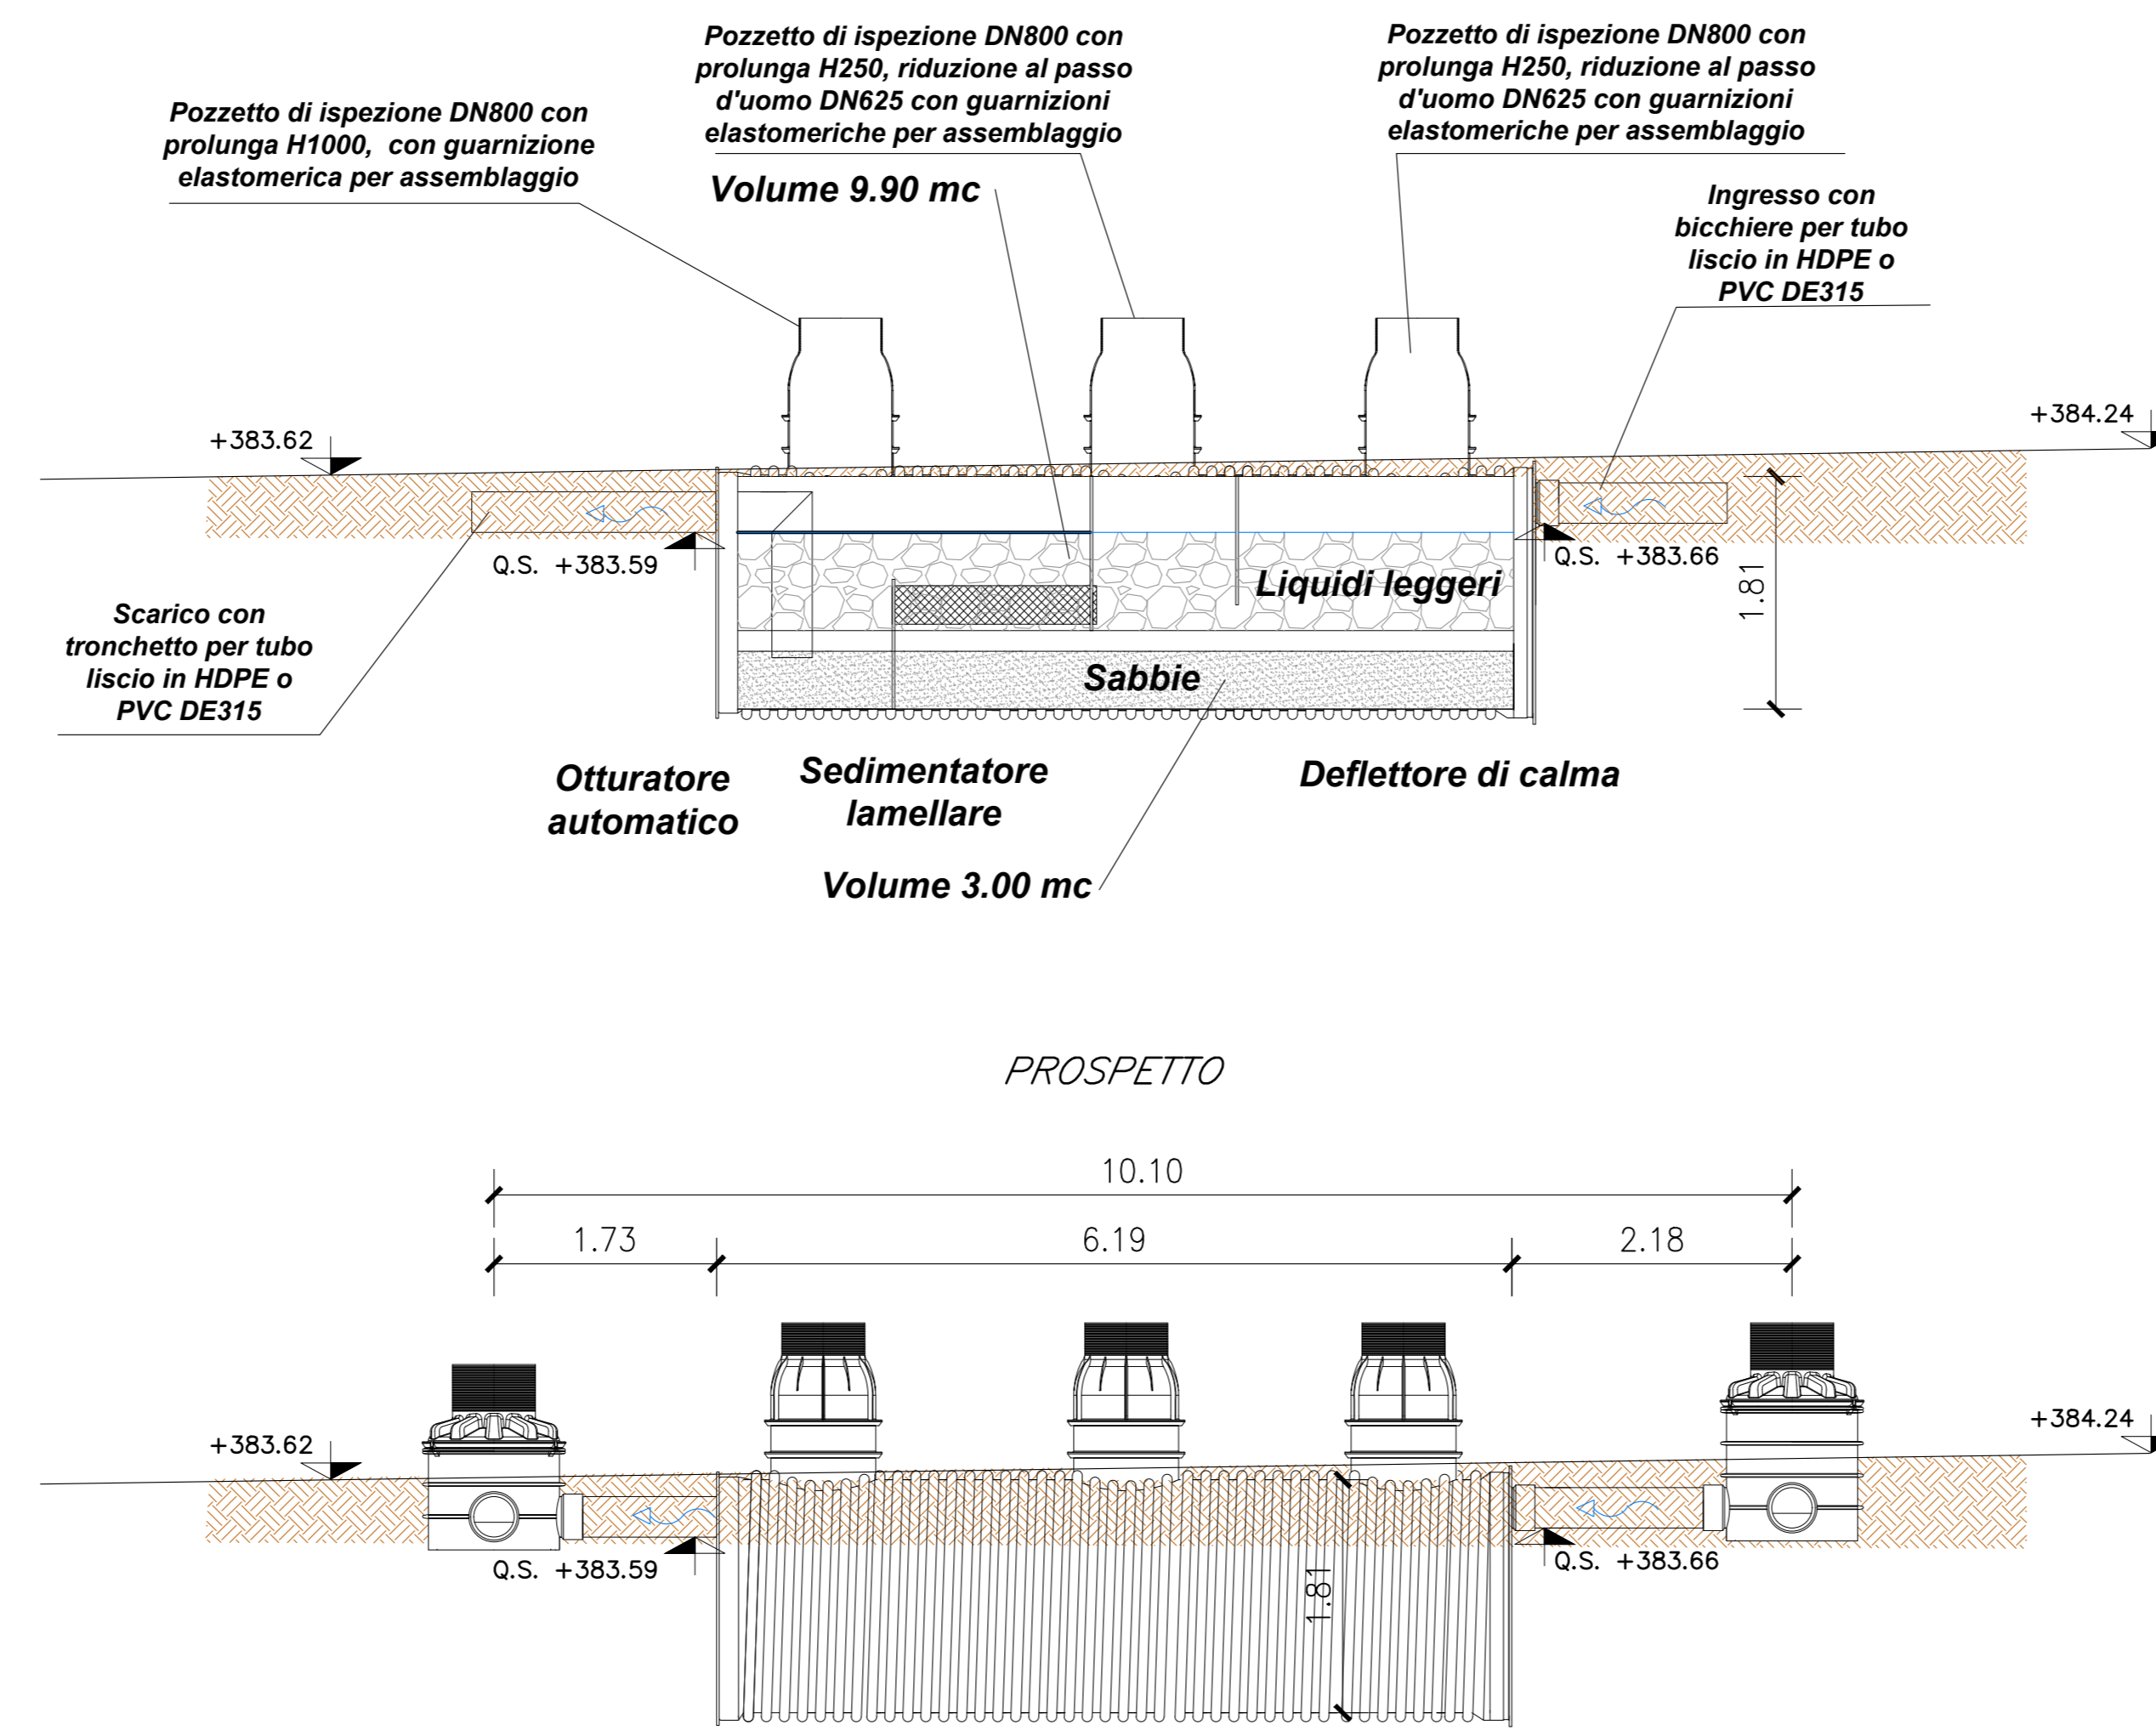 Pozzetto di ispezione DN800 con
prolunga H1000, con guarnizione
elastomerica per assemblaggio
Pozzetto di ispezione DN800 con
prolunga H250, riduzione al passo
d'uomo DN625 con guarnizioni
elastomeriche per assemblaggio
Volume 9.90 mc
Pozzetto di ispezione DN800 con
prolunga H250, riduzione al passo
d'uomo DN625 con guarnizioni
elastomeriche per assemblaggio
Ingresso con
bicchiere per tubo
liscio in HDPE o
PVC DE315
+383.62
+384.24
Q.S. +383.59
Q.S. +383.66
1.81
Liquidi leggeri
Sabbie
Scarico con
tronchetto per tubo
liscio in HDPE o
PVC DE315
Otturatore
automatico
Sedimentatore
lamellare
Deflettore di calma
Volume 3.00 mc
PROSPETTO
10.10
1.73
6.19
2.18
+383.62
+384.24
Q.S. +383.59
Q.S. +383.66
1.81